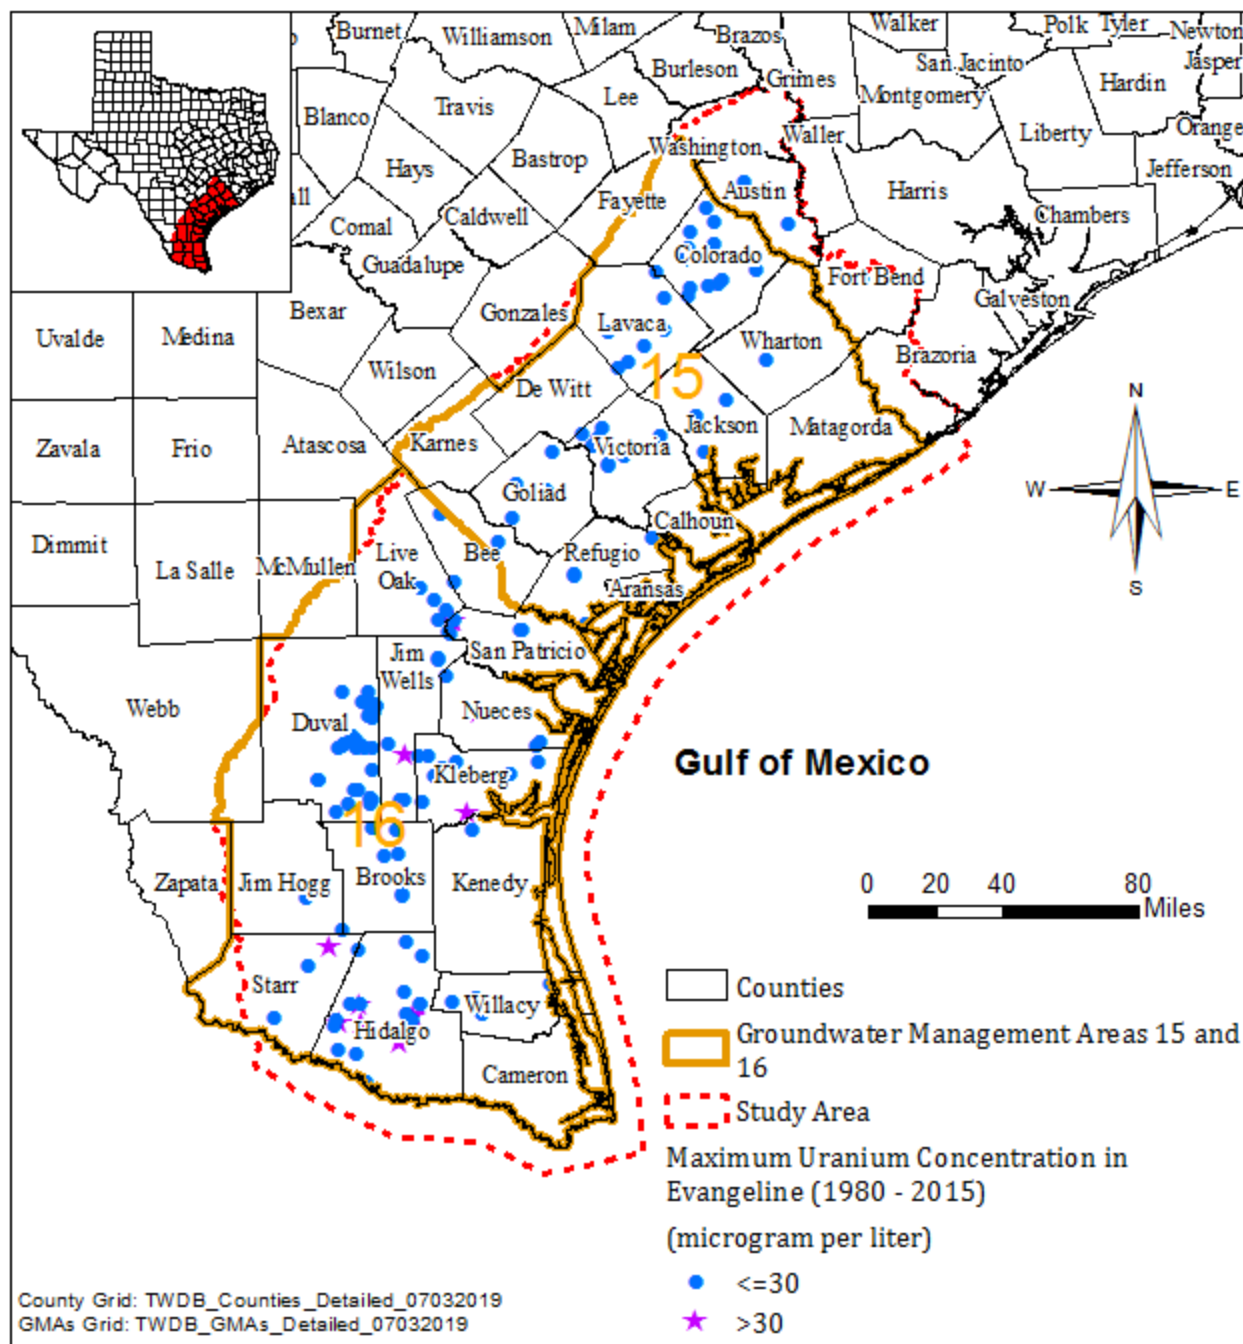 Burnet
Williamson
Milam
Brazos
Walker
Polk
Tyler
Newton
Burleson
Grimes
San Jacinto
Jasper
Hardin
Blanco
Travis
Lee
Montgomery
Liberty
Orange
Hays
Bastrop
Washington
Waller
Jefferson
all
Comal
Caldwell
Fayette
Austin
Harris
Chambers
Guadalupe
Colorado
Fort Bend
Galveston
Uvalde
Medina
Bexar
Gonzales
Lavaca
Wharton
Brazoria
Wilson
De Witt
15
N
Zavala
Frio
Atascosa
Karnes
Victoria
Jackson
Matagorda
W
E
Goliad
Dimmit
La Salle
McMullen
Live
Oak
Bee
Refugio
Calhoun
Aransas
S
Jim
Wells
San Patricio
Webb
Duval
Nueces
Kleberg
Gulf of Mexico
16
Zapata
Jim Hogg
Brooks
Kenedy
0 20 40 80
Miles
Starr
Hidalgo
Willacy
Cameron
Counties
Groundwater Management Areas 15 and
16
Study Area
Maximum Uranium Concentration in
Evangeline (1980 - 2015)
(microgram per liter)
<=30
>30
County Grid: TWDB_Counties_Detailed_07032019
GMAs Grid: TWDB_GMAs_Detailed_07032019